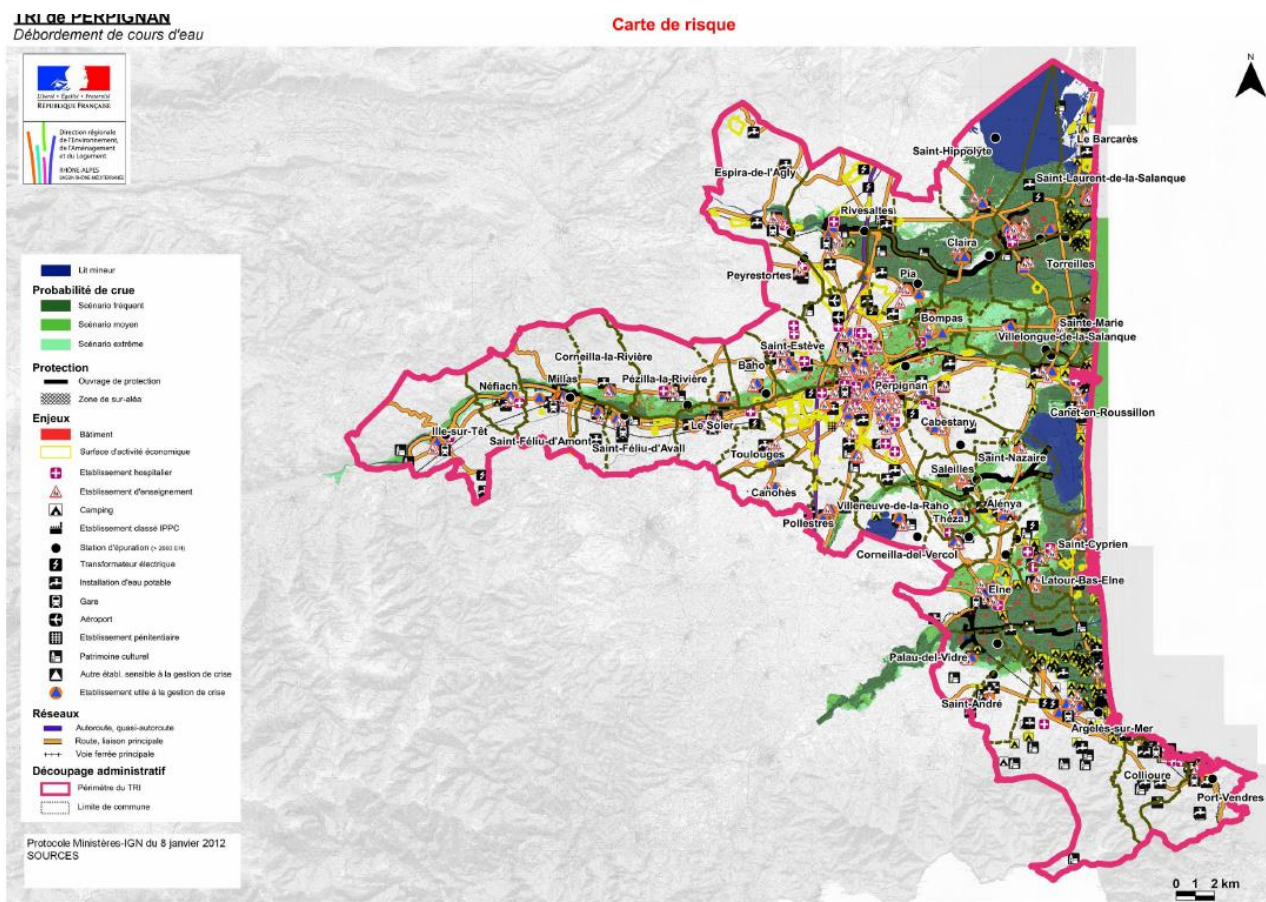 TRI de PERPIGNAN
Débordement de cours d'eau
Carte de risque
N
Liberté • Égalité • Fraternité
RÉPUBLIQUE FRANÇAISE
Direction régionale
de l'Environnement,
de l'Aménagement
et du Logement
RHÔNE-ALPES
BASSIN RHÔNE-MÉDITERRANÉE
Lit mineur
Probabilité de crue
Scénario fréquent
Scénario moyen
Scénario extrême
Protection
Ouvrage de protection
Zone de sur-aléa
Enjeux
Bâtiment
Surface d'activité économique
Etablissement hospitalier
Établissement d'enseignement
Camping
Etablissement classé IPPC
Station d'épuration
Transformateur électrique
Installation d'eau potable
Gare
Aéroport
Etablissement pénitentiaire
Patrimoine culturel
Autre établ. sensible à la gestion de crise
Etablissement utile à la gestion de crise
Réseaux
Autoroute, quasi-autoroute
Route, liaison principale
Voie ferrée principale
Découpage administratif
Périmètre du TRI
Limite de commune
Protocole Ministères-IGN du 8 janvier 2012
SOURCES
Le Barcarès
Saint-Hippolyte
Espira-de-l'Agly
Saint-Laurent-de-la-Salanque
Rivesaltes
Claira
Torreilles
Peyrestortes
Pia
Bompas
Sainte-Marie
Villelongue-de-la-Salanque
Saint-Estève
Corneilla-la-Rivière
Baho
Pézilla-la-Rivière
Millas
Néfiach
Perpignan
Canet-en-Roussillon
Cabestany
Le Soler
Ille-sur-Têt
Saint-Féliu-d'Amont
Saint-Féliu-d'Avall
Toulouges
Saint-Nazaire
Saleilles
Canohès
Villeneuve-de-la-Raho
Alénya
Théza
Pollestres
Saint-Cyprien
Corneilla-del-Vercol
Latour-Bas-Elne
Elne
Palau-del-Vidre
Saint-André
Argelès-sur-Mer
Collioure
Port-Vendres
0 1 2 km